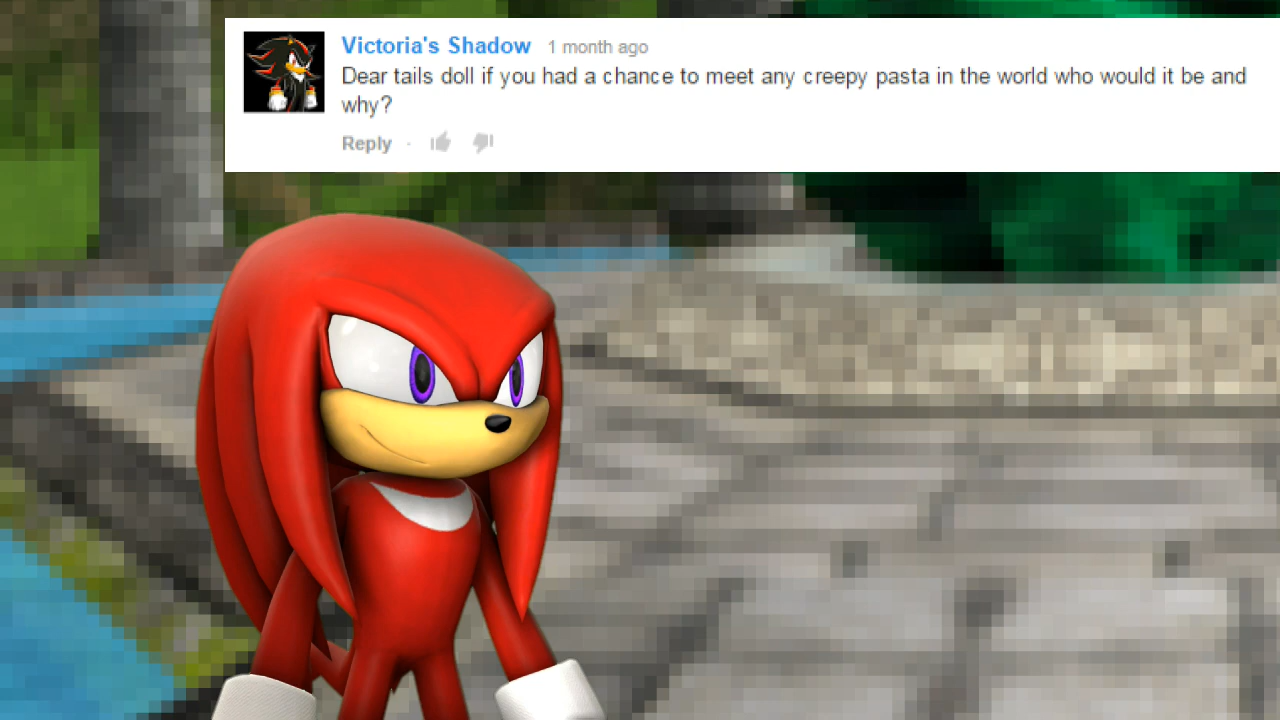 Victoria's Shadow 1 month ago
Dear tails doll if you had a chance to meet any creepy pasta in the world who would it be and
why?
Reply ·